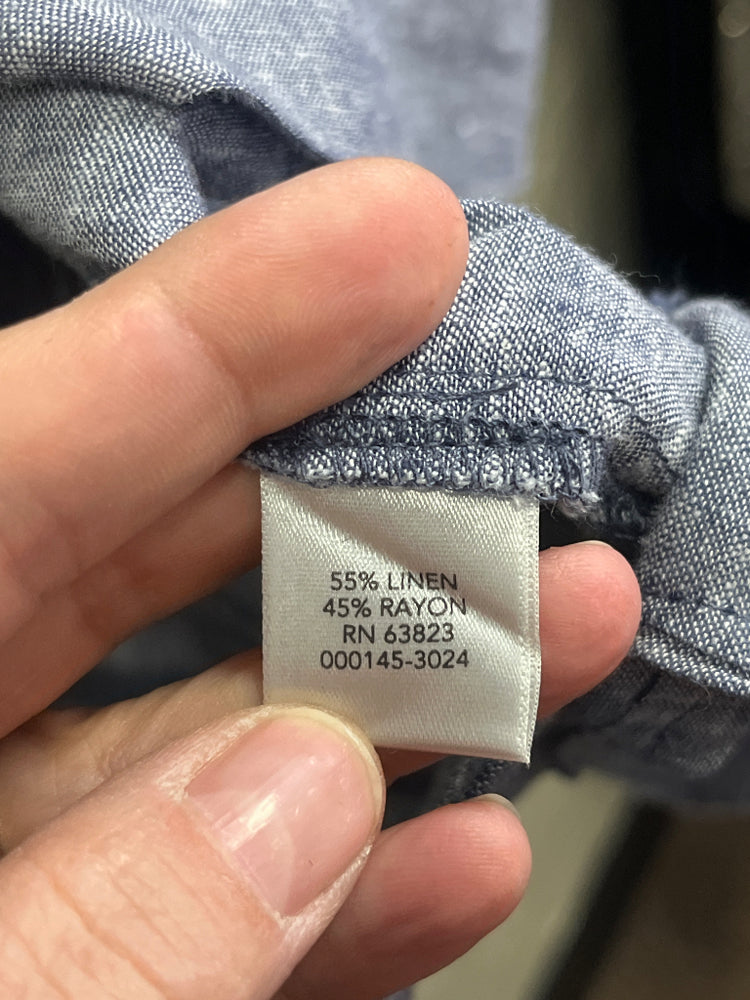 55% LINEN
45% RAYON
RN 63823
000145-3024